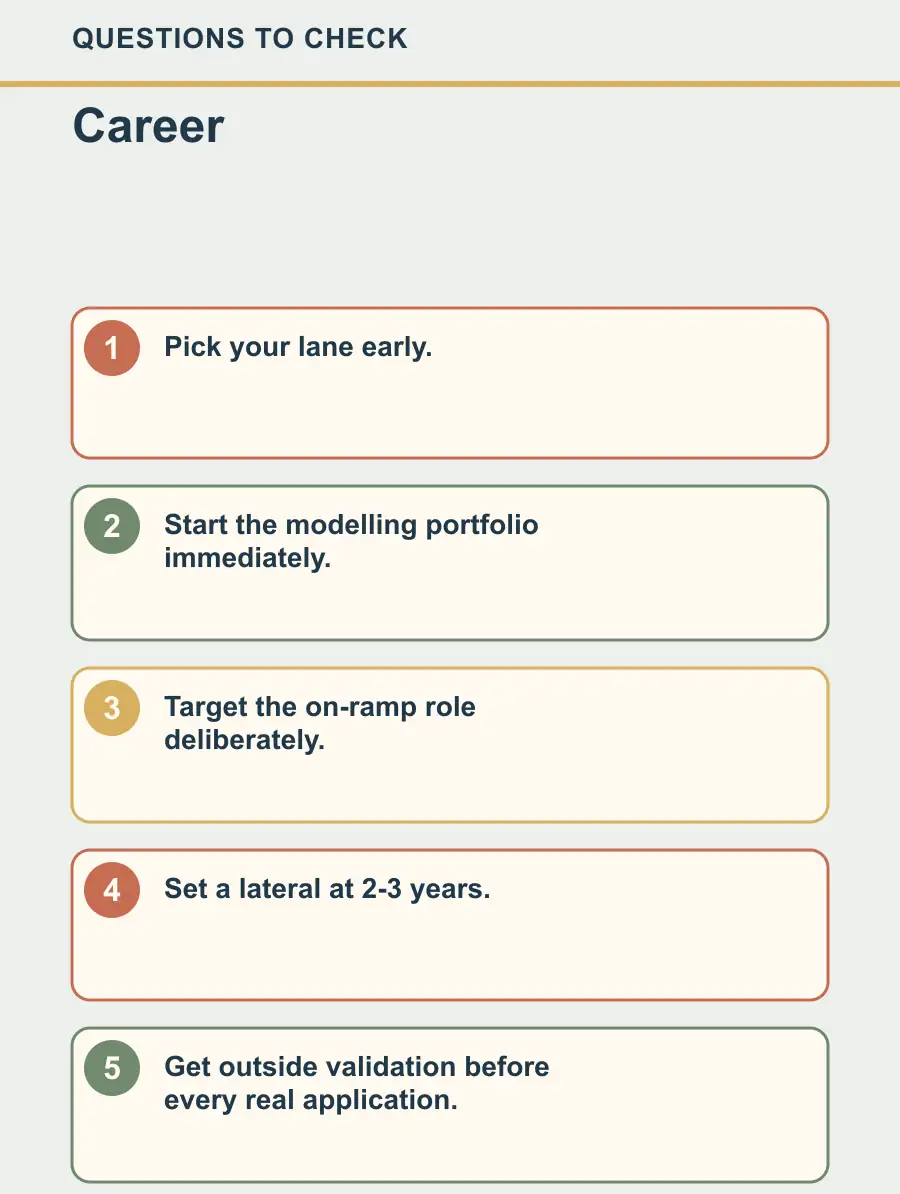 QUESTIONS TO CHECK
Career
1
Pick your lane early.
2
Start the modelling portfolio
immediately.
3
Target the on-ramp role
deliberately.
4
Set a lateral at 2-3 years.
5
Get outside validation before
every real application.